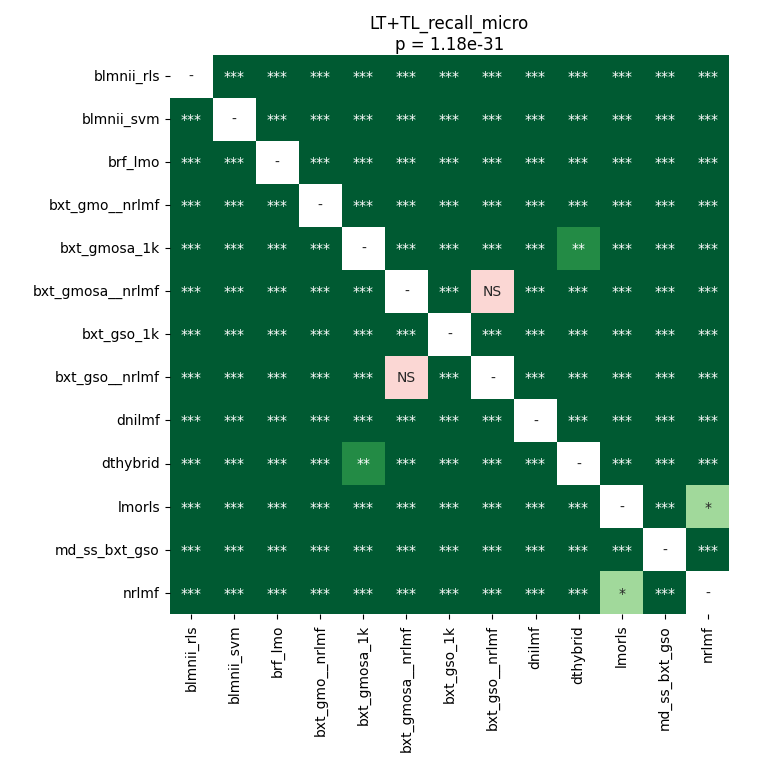 LT+TL_recall_micro
p = 1.18e-31
blmnii_rls - *** *** *** *** *** *** *** *** *** *** *** ***
blmnii_svm *** - *** *** *** *** *** *** *** *** *** *** ***
brf_lmo *** *** - *** *** *** *** *** *** *** *** *** ***
bxt_gmo__nrlmf *** *** *** - *** *** *** *** *** *** *** *** ***
bxt_gmosa_1k *** *** *** *** - *** *** *** *** ** *** *** ***
bxt_gmosa__nrlmf *** *** *** *** *** - *** NS *** *** *** *** ***
bxt_gso_1k *** *** *** *** *** *** - *** *** *** *** *** ***
bxt_gso__nrlmf *** *** *** *** *** NS *** - *** *** *** *** ***
dnilmf *** *** *** *** *** *** *** *** - *** *** *** ***
dthybrid *** *** *** *** ** *** *** *** *** - *** *** ***
lmorls *** *** *** *** *** *** *** *** *** *** - *** *
md_ss_bxt_gso *** *** *** *** *** *** *** *** *** *** *** - ***
nrlmf *** *** *** *** *** *** *** *** *** *** * *** -
blmnii_rls
blmnii_svm
brf_lmo
bxt_gmo__nrlmf
bxt_gmosa_1k
bxt_gmosa__nrlmf
bxt_gso_1k
bxt_gso__nrlmf
dnilmf
dthybrid
lmorls
md_ss_bxt_gso
nrlmf